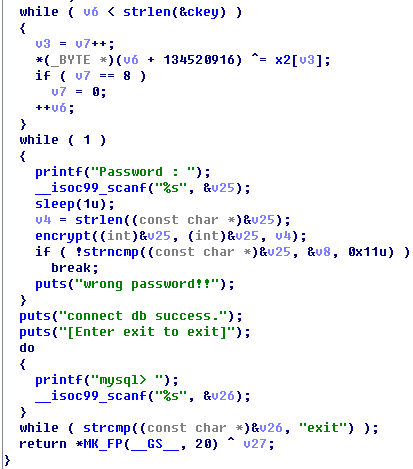 while ( v6 < strlen(&ckey) )
{
v3 = v7++;
*(_BYTE *)(v6 + 134520916) ^= x2[v3];
if ( v7 == 8 )
v7 = 0;
++v6;
}
while ( 1 )
{
printf("Password : ");
__isoc99_scanf("%s", &v25);
sleep(1u);
v4 = strlen((const char *)&v25);
encrypt((int)&v25, (int)&v25, v4);
if ( !strncmp((const char *)&v25, &v8, 0x11u) )
break;
puts("wrong password!!");
}
puts("connect db success.");
puts("[Enter exit to exit]");
do
{
printf("mysql> ");
__isoc99_scanf("%s", &v26);
}
while ( strcmp((const char *)&v26, "exit") );
return *MK_FP(__GS__, 20) ^ v27;
}